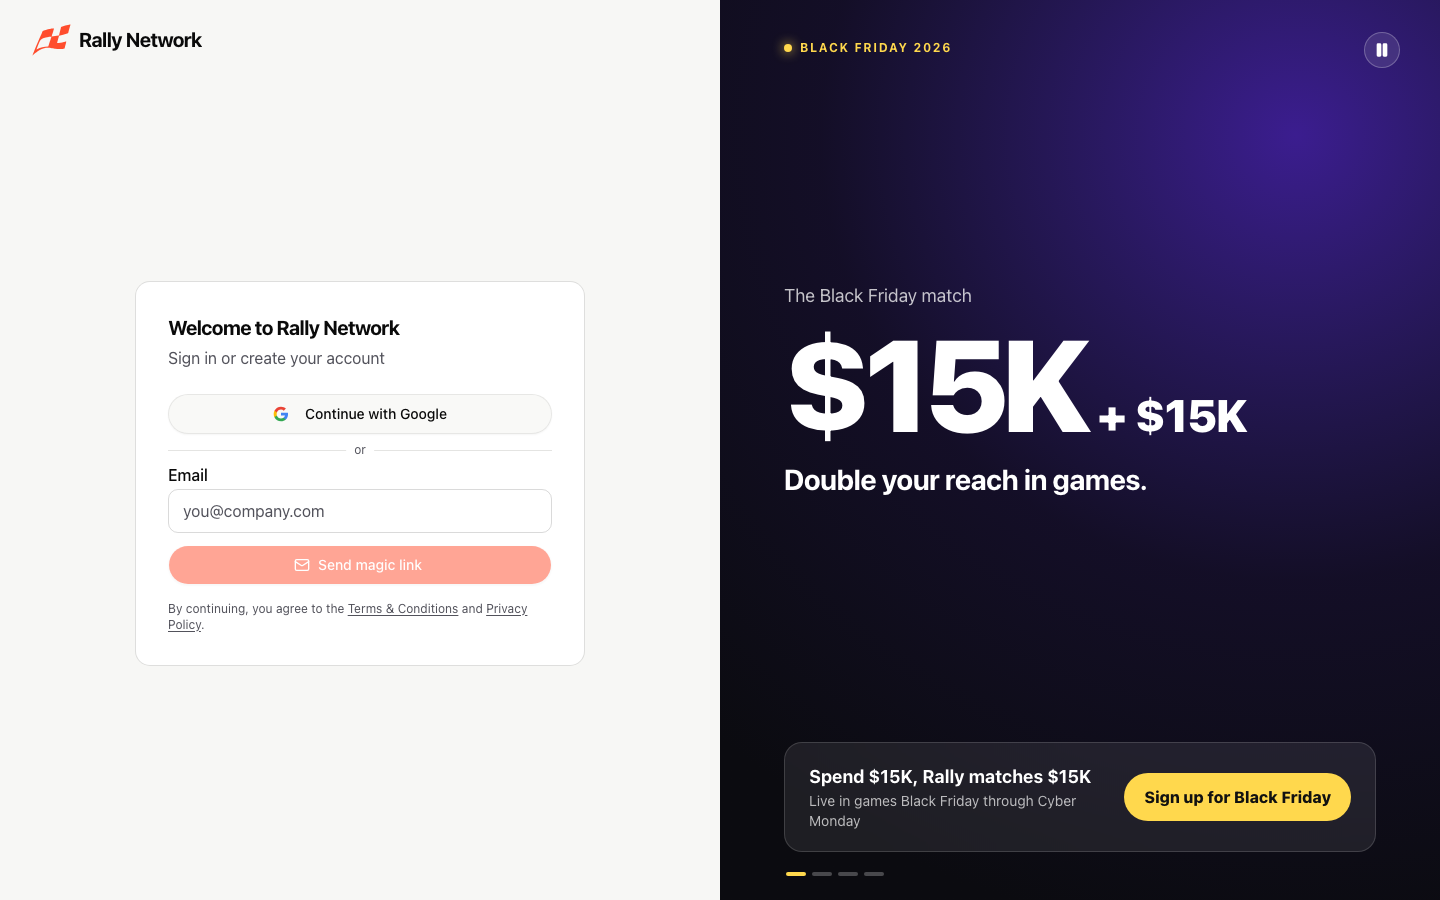 Rally Network
Welcome to Rally Network
Sign in or create your account
Continue with Google
or
Email
you@company.com
Send magic link
By continuing, you agree to the Terms & Conditions and Privacy
Policy.
BLACK FRIDAY 2026
The Black Friday match
$15K + $15K
Double your reach in games.
Spend $15K, Rally matches $15K
Live in games Black Friday through Cyber
Monday
Sign up for Black Friday